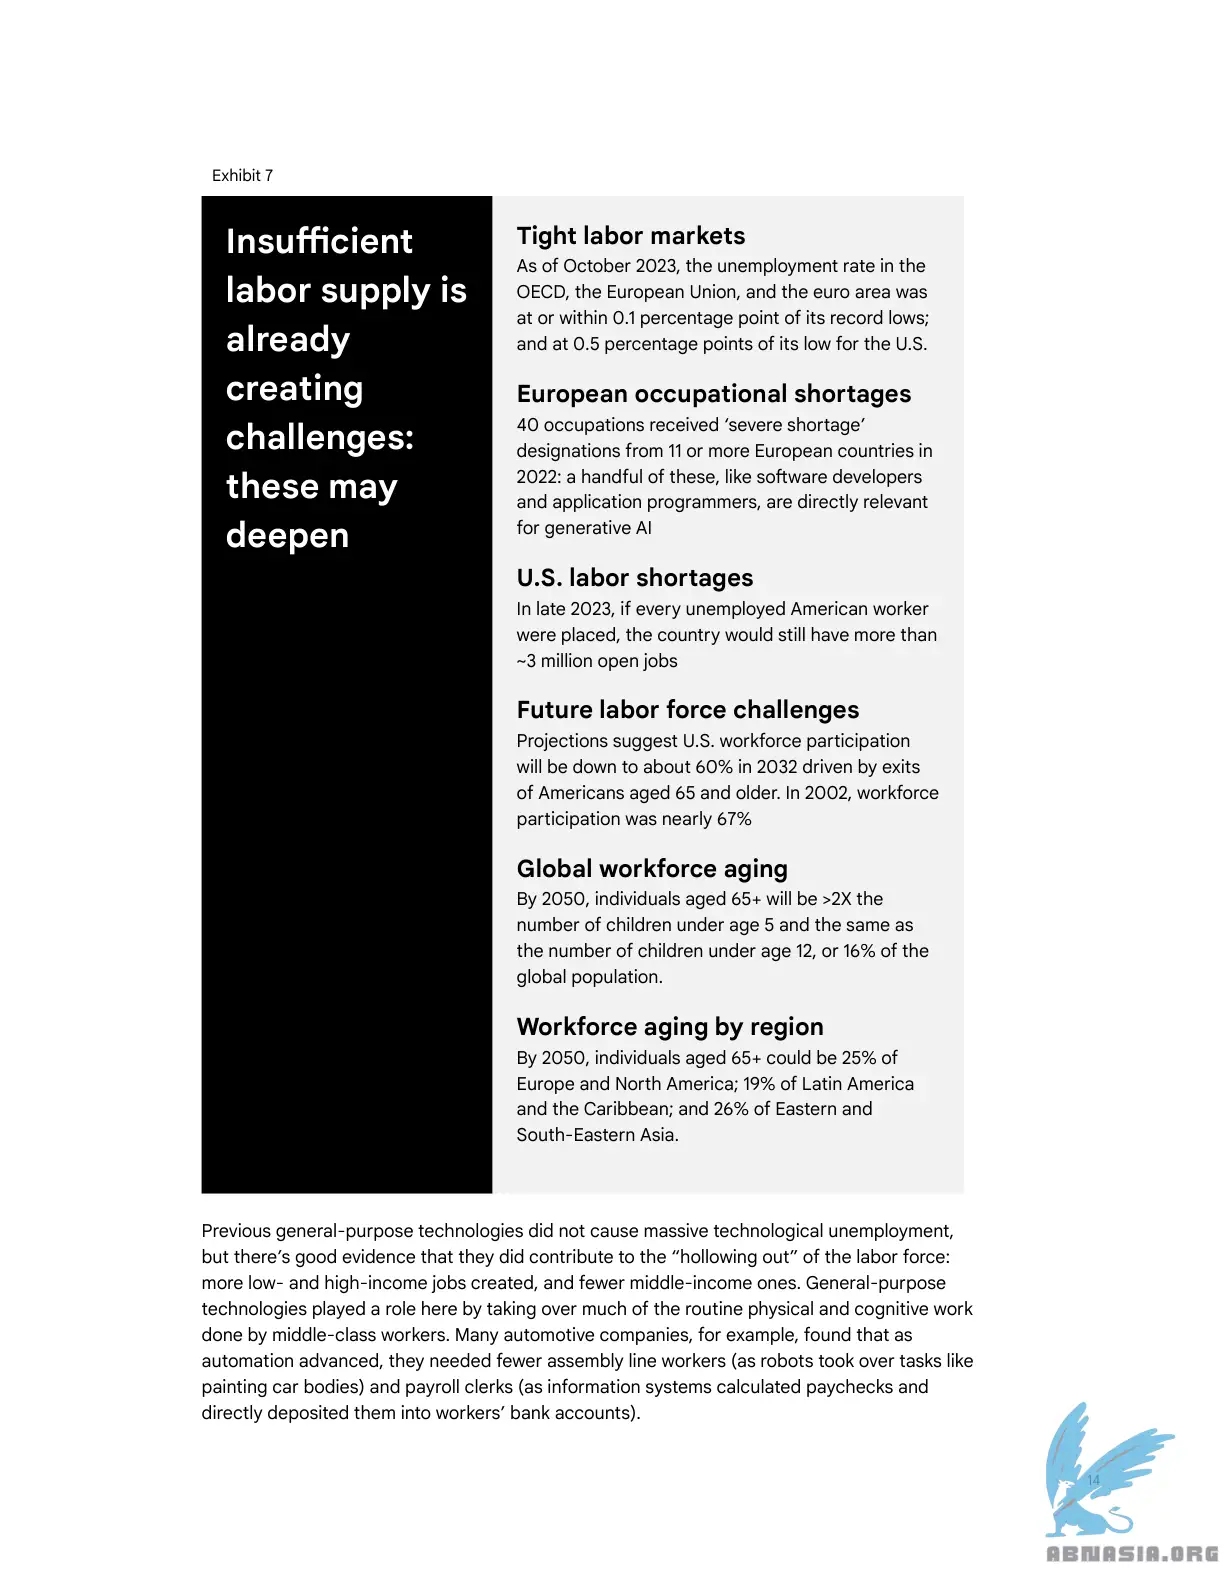 Exhibit 7
Insufficient
labor supply is
already
creating
challenges:
these may
deepen
Tight labor markets
As of October 2023, the unemployment rate in the
OECD, the European Union, and the euro area was
at or within 0.1 percentage point of its record lows;
and at 0.5 percentage points of its low for the U.S.
European occupational shortages
40 occupations received ‘severe shortage’
designations from 11 or more European countries in
2022: a handful of these, like software developers
and application programmers, are directly relevant
for generative AI
U.S. labor shortages
In late 2023, if every unemployed American worker
were placed, the country would still have more than
~3 million open jobs
Future labor force challenges
Projections suggest U.S. workforce participation
will be down to about 60% in 2032 driven by exits
of Americans aged 65 and older. In 2002, workforce
participation was nearly 67%
Global workforce aging
By 2050, individuals aged 65+ will be >2X the
number of children under age 5 and the same as
the number of children under age 12, or 16% of the
global population.
Workforce aging by region
By 2050, individuals aged 65+ could be 25% of
Europe and North America; 19% of Latin America
and the Caribbean; and 26% of Eastern and
South-Eastern Asia.
Previous general-purpose technologies did not cause massive technological unemployment,
but there’s good evidence that they did contribute to the “hollowing out” of the labor force:
more low- and high-income jobs created, and fewer middle-income ones. General-purpose
technologies played a role here by taking over much of the routine physical and cognitive work
done by middle-class workers. Many automotive companies, for example, found that as
automation advanced, they needed fewer assembly line workers (as robots took over tasks like
painting car bodies) and payroll clerks (as information systems calculated paychecks and
directly deposited them into workers’ bank accounts).
14
ABNASIA.ORG